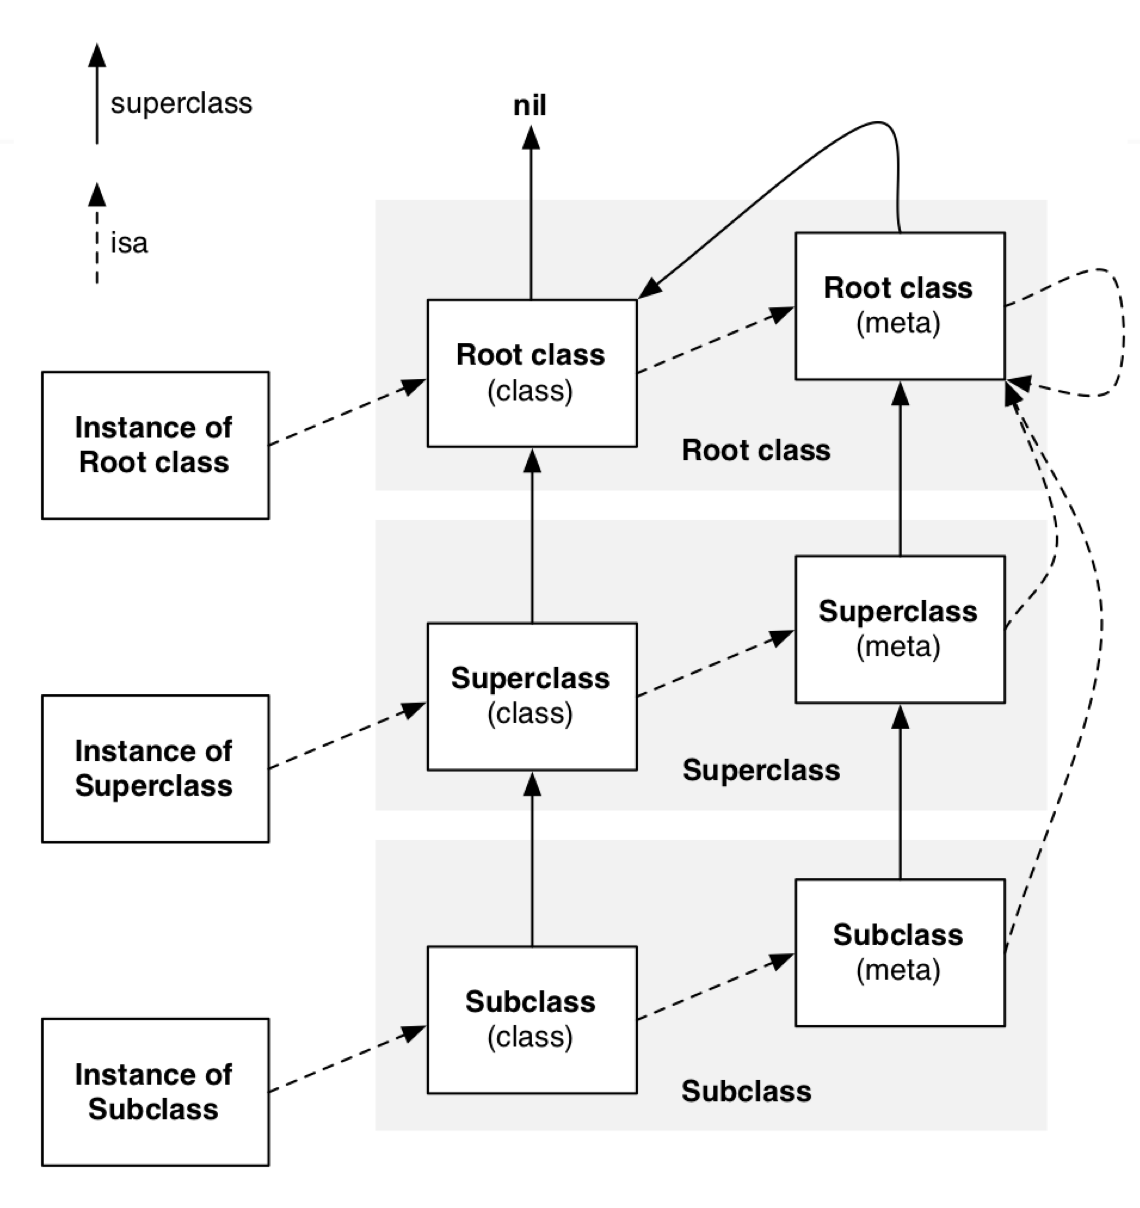 superclass
nil
isa
Root class
(meta)
Root class
(class)
Instance of
Root class
Root class
Superclass
(meta)
Superclass
(class)
Instance of
Superclass
Superclass
Subclass
(meta)
Subclass
(class)
Instance of
Subclass
Subclass